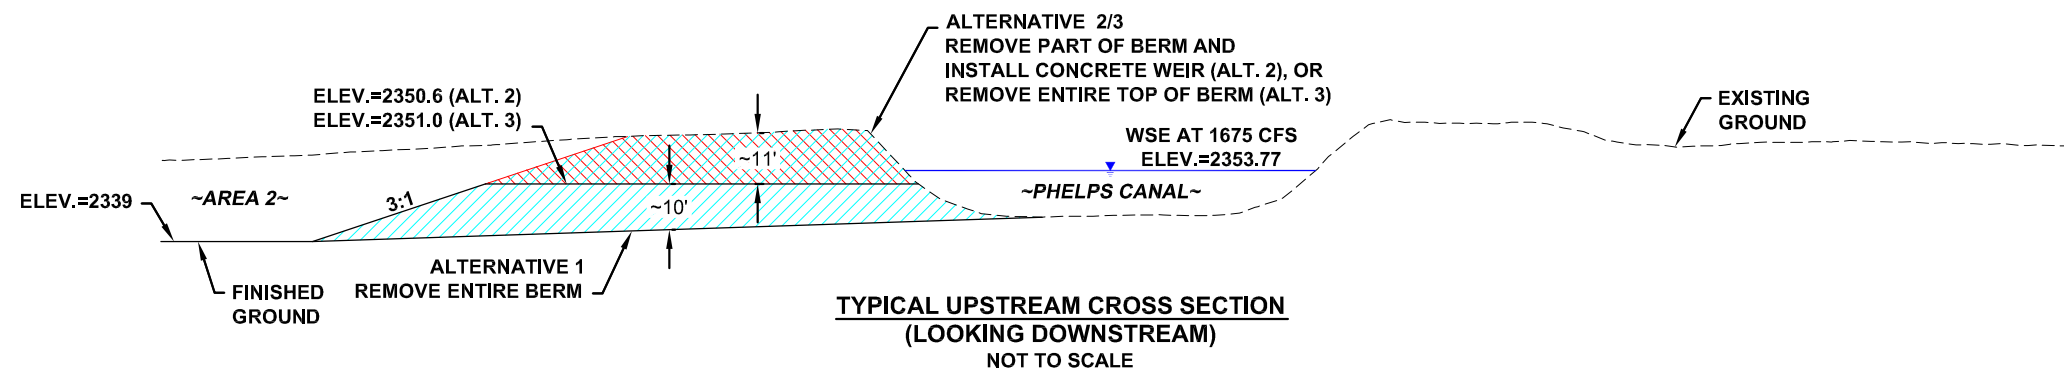 ALTERNATIVE 2/3
REMOVE PART OF BERM AND
INSTALL CONCRETE WEIR (ALT. 2), OR
REMOVE ENTIRE TOP OF BERM (ALT. 3)
ELEV.=2350.6 (ALT. 2)
ELEV.=2351.0 (ALT. 3)
EXISTING
GROUND
WSE AT 1675 CFS
ELEV.=2353.77
~11'
~PHELPS CANAL~
~AREA 2~
ELEV.=2339
3:1
~10'
ALTERNATIVE 1
REMOVE ENTIRE BERM
FINISHED
GROUND
TYPICAL UPSTREAM CROSS SECTION
(LOOKING DOWNSTREAM)
NOT TO SCALE